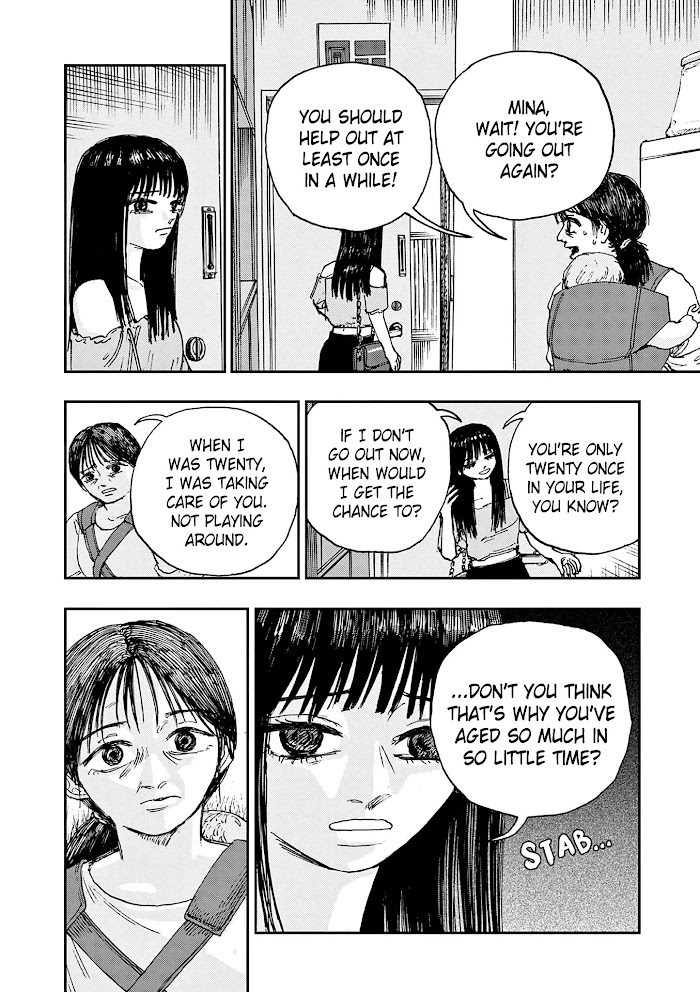 MINA,
WAIT! YOU'RE
GOING OUT
AGAIN?
YOU SHOULD
HELP OUT AT
LEAST ONCE
IN A WHILE!
YOU'RE ONLY
TWENTY ONCE
IN YOUR LIFE,
YOU KNOW?
IF I DON'T
GO OUT NOW,
WHEN WOULD
I GET THE
CHANCE TO?
WHEN I
WAS TWENTY,
I WAS TAKING
CARE OF YOU.
NOT PLAYING
AROUND.
...DON'T YOU THINK
THAT'S WHY YOU'VE
AGED SO MUCH IN
SO LITTLE TIME?
STAB...